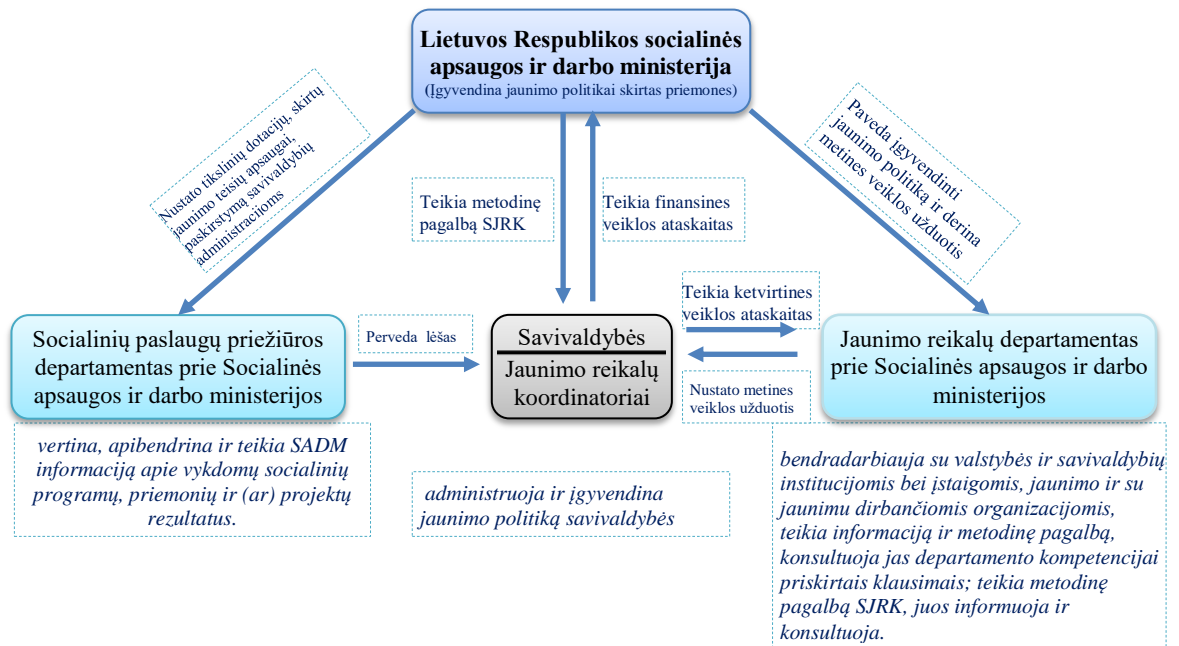 Lietuvos Respublikos socialinės
apsaugos ir darbo ministerija
(Įgyvendina jaunimo politikai skirtas priemones)
Nustato tikslinių dotacijų, skirtų
jaunimo teisių apsaugai,
paskirstymą savivaldybių
administracijoms
Teikia metodinę
pagalbą SJRK
Teikia finansines
veiklos ataskaitas
Paveda įgyvendinti
jaunimo politiką ir derina
metines veiklos užduotis
Socialinių paslaugų priežiūros
departamentas prie Socialinės
apsaugos ir darbo ministerijos
Perveda lėšas
Savivaldybės
Jaunimo reikalų
koordinatoriai
Teikia ketvirtines
veiklos ataskaitas
Nustato metines
veiklos užduotis
Jaunimo reikalų departamentas
prie Socialinės apsaugos ir darbo
ministerijos
vertina, apibendrina ir teikia SADM
informaciją apie vykdomų socialinių
programų, priemonių ir (ar) projektų
rezultatus.
administruoja ir įgyvendina
jaunimo politiką savivaldybės
bendradarbiauja su valstybės ir savivaldybių
institucijomis bei įstaigomis, jaunimo ir su
jaunimu dirbančiomis organizacijomis,
teikia informaciją ir metodinę pagalbą,
konsultuoja jas departamento kompetencijai
priskirtais klausimais; teikia metodinę
pagalbą SJRK, juos informuoja ir
konsultuoja.